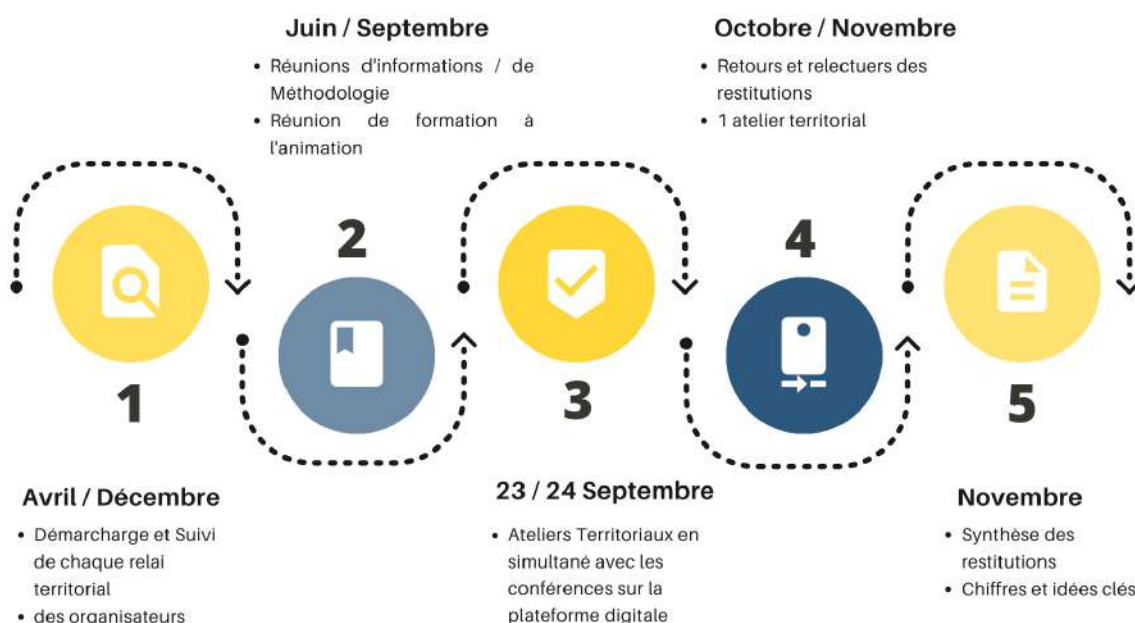 Juin / Septembre
• Réunions d'informations / de
Méthodologie
• Réunion de formation à
l'animation
Octobre / Novembre
• Retours et relectuers des
restitutions
• 1 atelier territorial
1
2
3
4
5
Avril / Décembre
• Démarcharge et Suivi
de chaque relai
territorial
• des organisateurs
23 / 24 Septembre
• Ateliers Territoriaux en
simultané avec les
conférences sur la
plateforme digitale
Novembre
• Synthèse des
restitutions
• Chiffres et idées clés